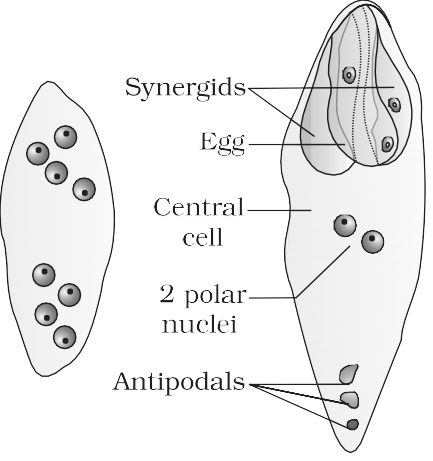 Synergids
Egg
Central
cell
2 polar
nuclei
Antipodals